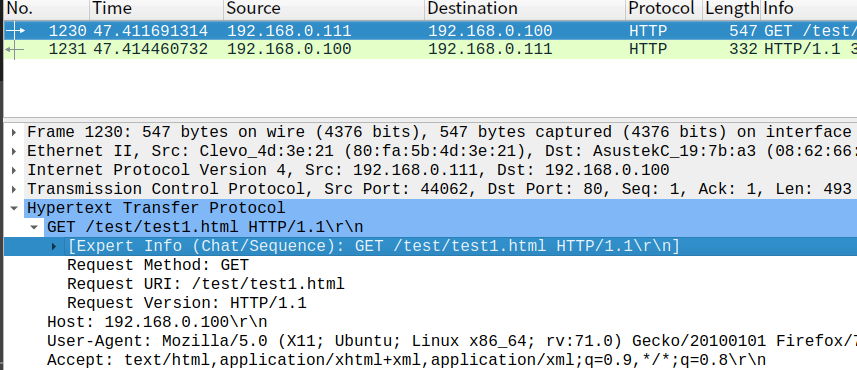 No. Time Source Destination Protocol Length Info
1230 47.411691314 192.168.0.111 192.168.0.100 HTTP 547 GET /test/
1231 47.414460732 192.168.0.100 192.168.0.111 HTTP 332 HTTP/1.1 3
Frame 1230: 547 bytes on wire (4376 bits), 547 bytes captured (4376 bits) on interface
Ethernet II, Src: Clevo_4d:3e:21 (80:fa:5b:4d:3e:21), Dst: AsustekC_19:7b:a3 (08:62:66:
Internet Protocol Version 4, Src: 192.168.0.111, Dst: 192.168.0.100
Transmission Control Protocol, Src Port: 44062, Dst Port: 80, Seq: 1, Ack: 1, Len: 493
Hypertext Transfer Protocol
GET /test/test1.html HTTP/1.1\r\n
[Expert Info (Chat/Sequence): GET /test/test1.html HTTP/1.1\r\n]
Request Method: GET
Request URI: /test/test1.html
Request Version: HTTP/1.1
Host: 192.168.0.100\r\n
User-Agent: Mozilla/5.0 (X11; Ubuntu; Linux x86_64; rv:71.0) Gecko/20100101 Firefox/7
Accept: text/html,application/xhtml+xml,application/xml;q=0.9,*/*;q=0.8\r\n